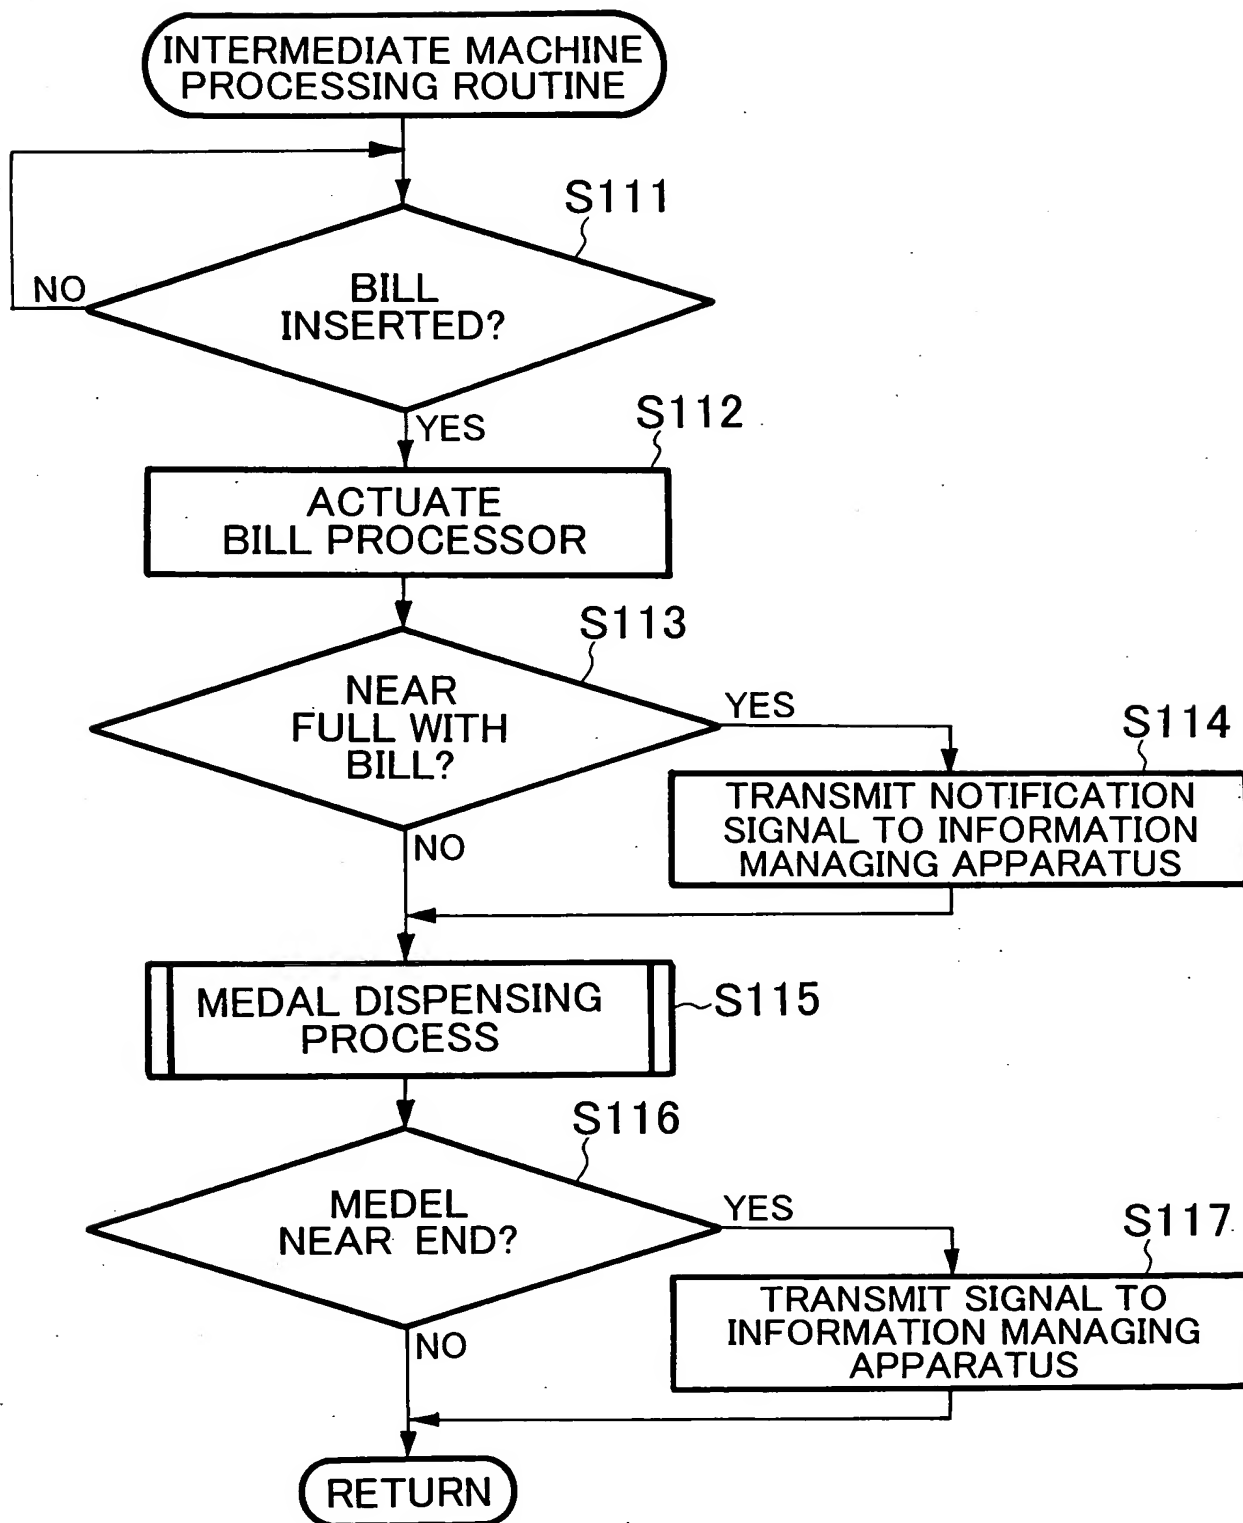 INTERMEDIATE MACHINE
PROCESSING ROUTINE
S111
NO
BILL
INSERTED?
YES
S112
ACTUATE
BILL PROCESSOR
S113
NEAR
FULL WITH
BILL?
YES
S114
TRANSMIT NOTIFICATION
SIGNAL TO INFORMATION
MANAGING APPARATUS
NO
MEDAL DISPENSING
PROCESS
S115
S116
MEDEL
NEAR END?
YES
S117
TRANSMIT SIGNAL TO
INFORMATION MANAGING
APPARATUS
NO
RETURN